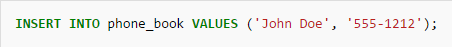 INSERT INTO phone_book VALUES ('John Doe', '555-1212');